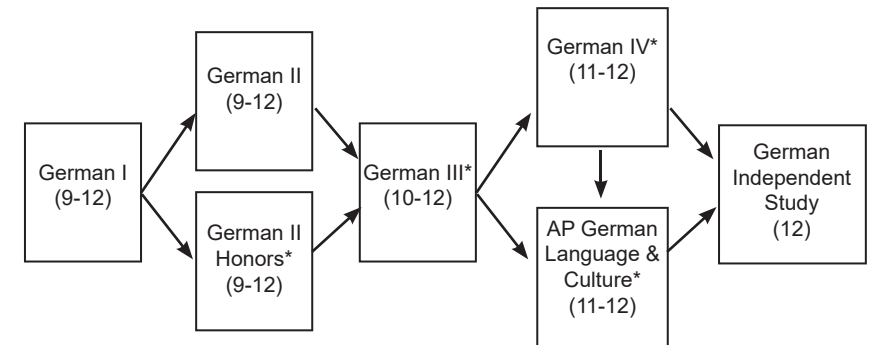 German I
(9-12)
German II
(9-12)
German II
Honors*
(9-12)
German III*
(10-12)
German IV*
(11-12)
AP German
Language &
Culture*
(11-12)
German
Independent
Study
(12)